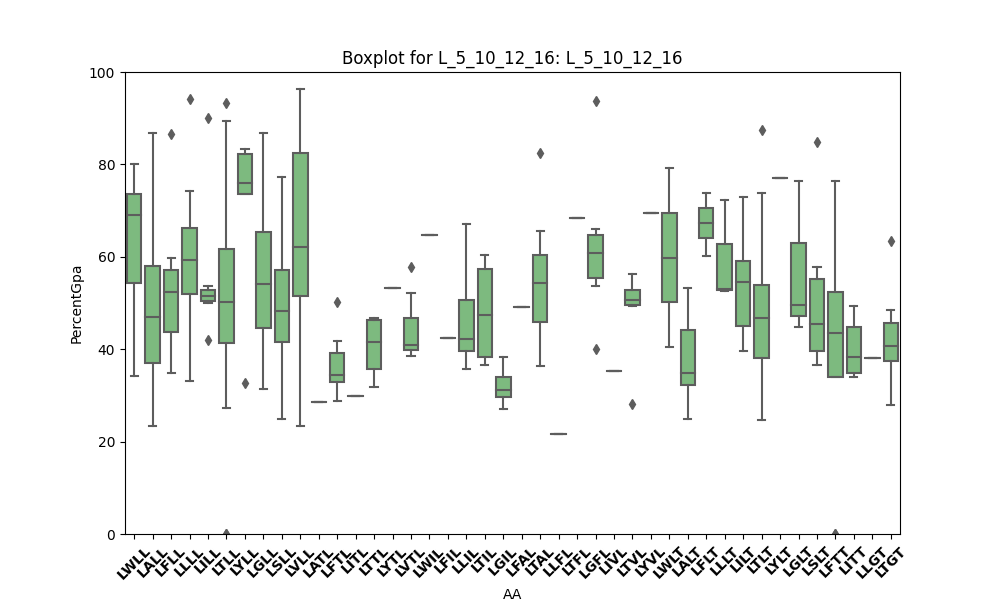 Boxplot for L_5_10_12_16: L_5_10_12_16
100
80
60
40
20
0
PercentGpa
LWLL
LALL
LFLL
LLLL
LILL
LTLL
LYLL
LGLL
LSLL
LVLL
LATL
LFTL
LITL
LTTL
LYTL
LVTL
LWIL
LFIL
LLIL
LTIL
LGIL
LFAL
LTAL
LLFL
LTFL
LGFL
LIVL
LTVL
LYVL
LWLT
LALT
LFLT
LLLT
LILT
LTLT
LYLT
LGLT
LSLT
LFTT
LITT
LLGT
LTGT
AA